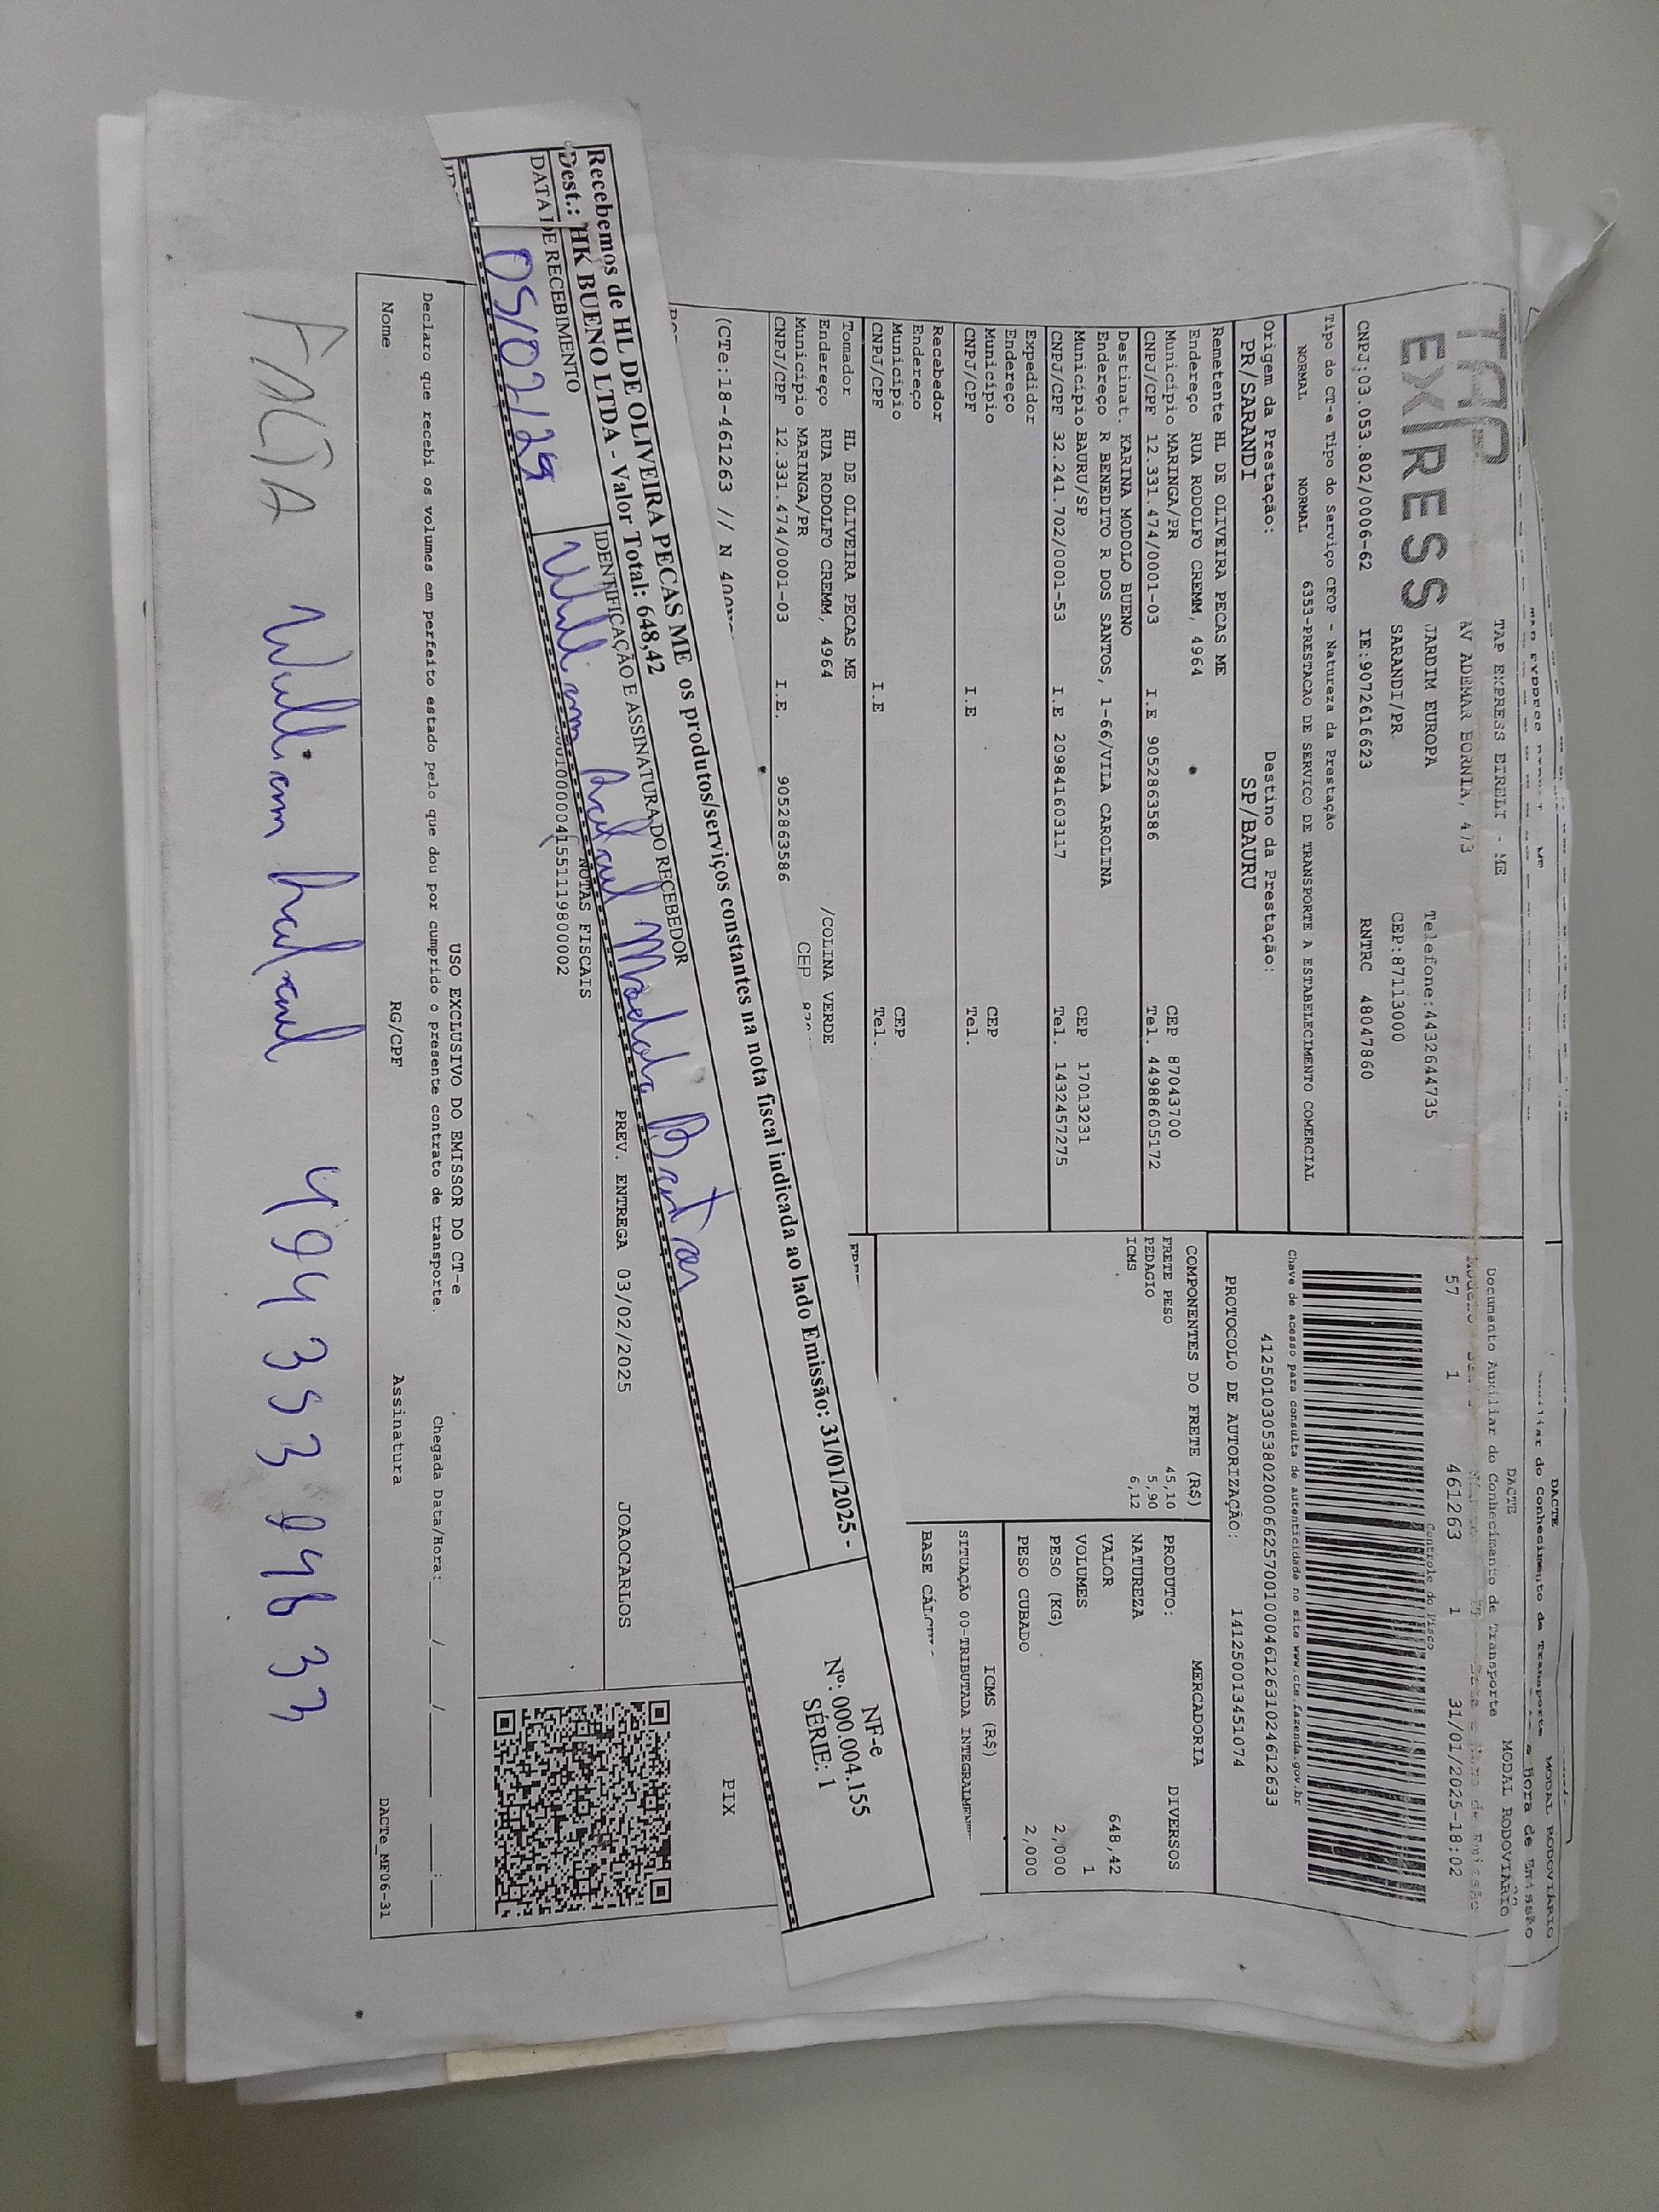 TAP EXPRESS
TAP EXPRESS EIRELI - ME
AV ADEMAR BORNIA, 473
JARDIM EUROPA Telefone:4432644735
SARANDI/PR CEP:87113000
CNPJ:03.053.802/0006-62 IE:9072616623 RNTRC 48047860
DACTE
Documento Auxiliar do Conhecimento de Transporte
MODAL RODOVIÁRIO
57 1 461263 1 31/01/2025-18:02
Controle do Fisco
Chave de acesso para consulta de autenticidade no site www.cte.fazenda.gov.br
41250103053802000662570010004612631024612633
PROTOCOLO DE AUTORIZAÇÃO: 141250013451074
Tipo do CT-e Tipo do Serviço CFOP - Natureza da Prestação
NORMAL NORMAL 6353-PRESTACAO DE SERVICO DE TRANSPORTE A ESTABELECIMENTO COMERCIAL
Origem da Prestação: Destino da Prestação:
PR/SARANDI SP/BAURU
Remetente HL DE OLIVEIRA PECAS ME
Endereço RUA RODOLFO CREMM, 4964
Município MARINGA/PR CEP 87043700
CNPJ/CPF 12.331.474/0001-03 I.E 9052863586 Tel. 44988605172
Destinat. KARINA MODOLO BUENO
Endereço R BENEDITO R DOS SANTOS, 1-66/VILA CAROLINA
Município BAURU/SP CEP 17013231
CNPJ/CPF 32.241.702/0001-53 I.E 209841603117 Tel. 1432457275
Expedidor
Endereço
Município CEP
CNPJ/CPF I.E Tel.
Recebedor
Endereço
Município CEP
CNPJ/CPF I.E Tel.
Tomador HL DE OLIVEIRA PECAS ME
Endereço RUA RODOLFO CREMM, 4964 /COLINA VERDE
Município MARINGA/PR CEP
CNPJ/CPF 12.331.474/0001-03 I.E. 9052863586
(CTe:18-461263 // N
COMPONENTES DO FRETE (R$)
FRETE PESO 45,10
PEDAGIO 5,90
ICMS 6,12
MERCADORIA
PRODUTO: DIVERSOS
NATUREZA
VALOR 648,42
VOLUMES 1
PESO (KG) 2,000
PESO CUBADO 2,000
ICMS (R$)
SITUAÇÃO 00-TRIBUTADA INTEGRALMENTE
BASE
Recebemos de HL DE OLIVEIRA PECAS ME os produtos/serviços constantes na nota fiscal indicada ao lado Emissão: 31/01/2025 -
Dest.: HK BUENO LTDA - Valor Total: 648,42
DATA DE RECEBIMENTO IDENTIFICAÇÃO E ASSINATURA DO RECEBEDOR
05/02/25 William Modolo
NF-e
Nº: 000.004.155
SÉRIE: 1
PIX
PREV. ENTREGA 03/02/2025 JOAOCARLOS
NOTAS FISCAIS
USO EXCLUSIVO DO EMISSOR DO CT-e
Declaro que recebi os volumes em perfeito estado pelo que dou por cumprido o presente contrato de transporte. Chegada Data/Hora:____/____/______ ____:____
Nome RG/CPF Assinatura DACTe_MF06-31
William